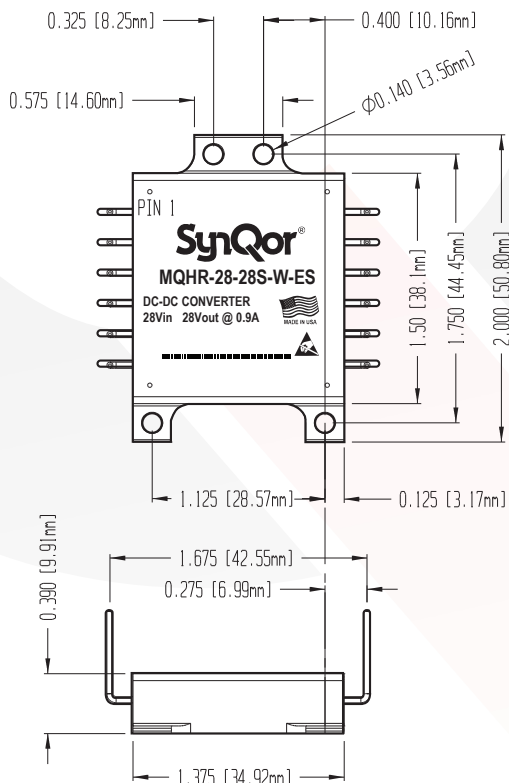 0.325 [8.25mm]
0.400 [10.16mm]
0.575 [14.60mm]
Ø0.140 [3.56mm]
PIN 1
SynQor®
MQHR-28-28S-W-ES
DC-DC CONVERTER
28Vin 28Vout @ 0.9A
MADE IN USA
1.50 [38.1mm]
1.750 [44.45mm]
2.000 [50.80mm]
1.125 [28.57mm]
0.125 [3.17mm]
1.675 [42.55mm]
0.275 [6.99mm]
0.390 [9.91mm]
1.375 [34.92mm]